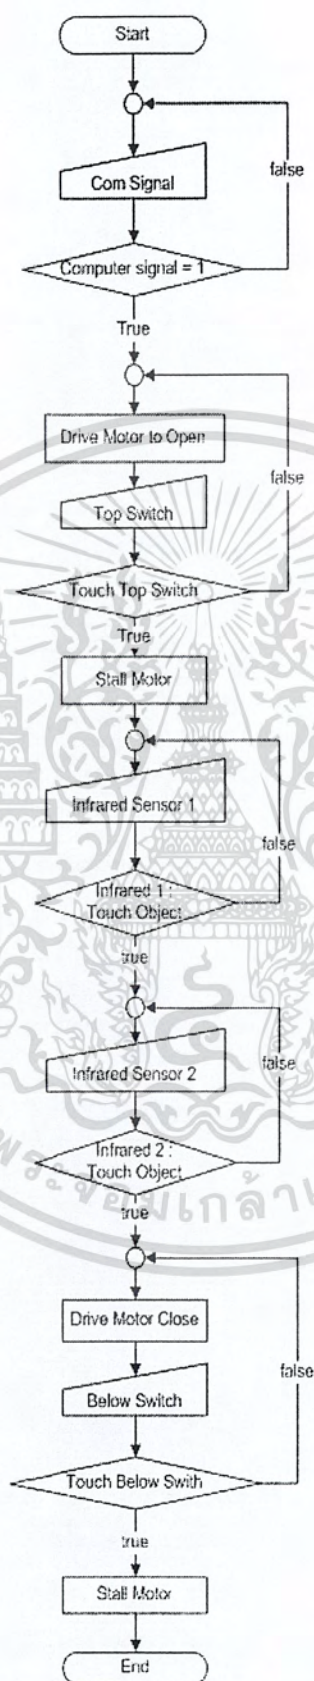 Start
Com Signal
false
Computer signal = 1
True
Drive Motor to Open
false
Top Switch
Touch Top Switch
True
Stall Motor
Infrared Sensor 1
false
Infrared 1 :
Touch Object
true
Infrared Sensor 2
false
Infrared 2 :
Touch Object
true
Drive Motor Close
false
Below Switch
Touch Below Swith
true
Stall Motor
End